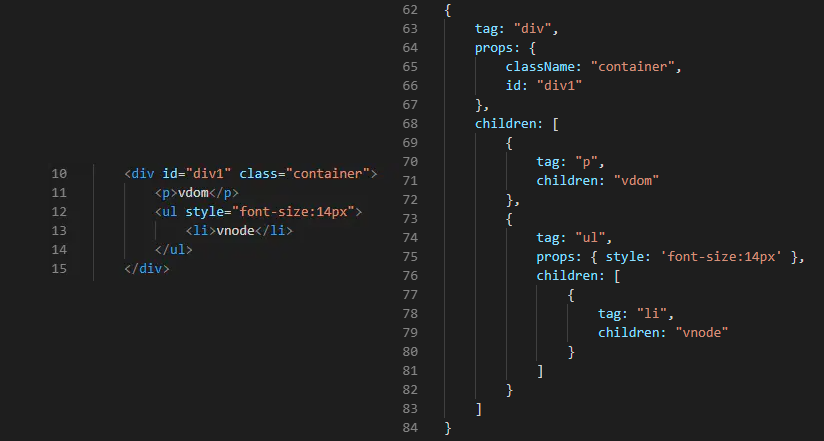 10 <div id="div1" class="container">
11 <p>vdom</p>
12 <ul style="font-size:14px">
13 <li>vnode</li>
14 </ul>
15 </div>
62 {
63 tag: "div",
64 props: {
65 className: "container",
66 id: "div1"
67 },
68 children: [
69 {
70 tag: "p",
71 children: "vdom"
72 },
73 {
74 tag: "ul",
75 props: { style: 'font-size:14px' },
76 children: [
77 {
78 tag: "li",
79 children: "vnode"
80 }
81 ]
82 }
83 ]
84 }